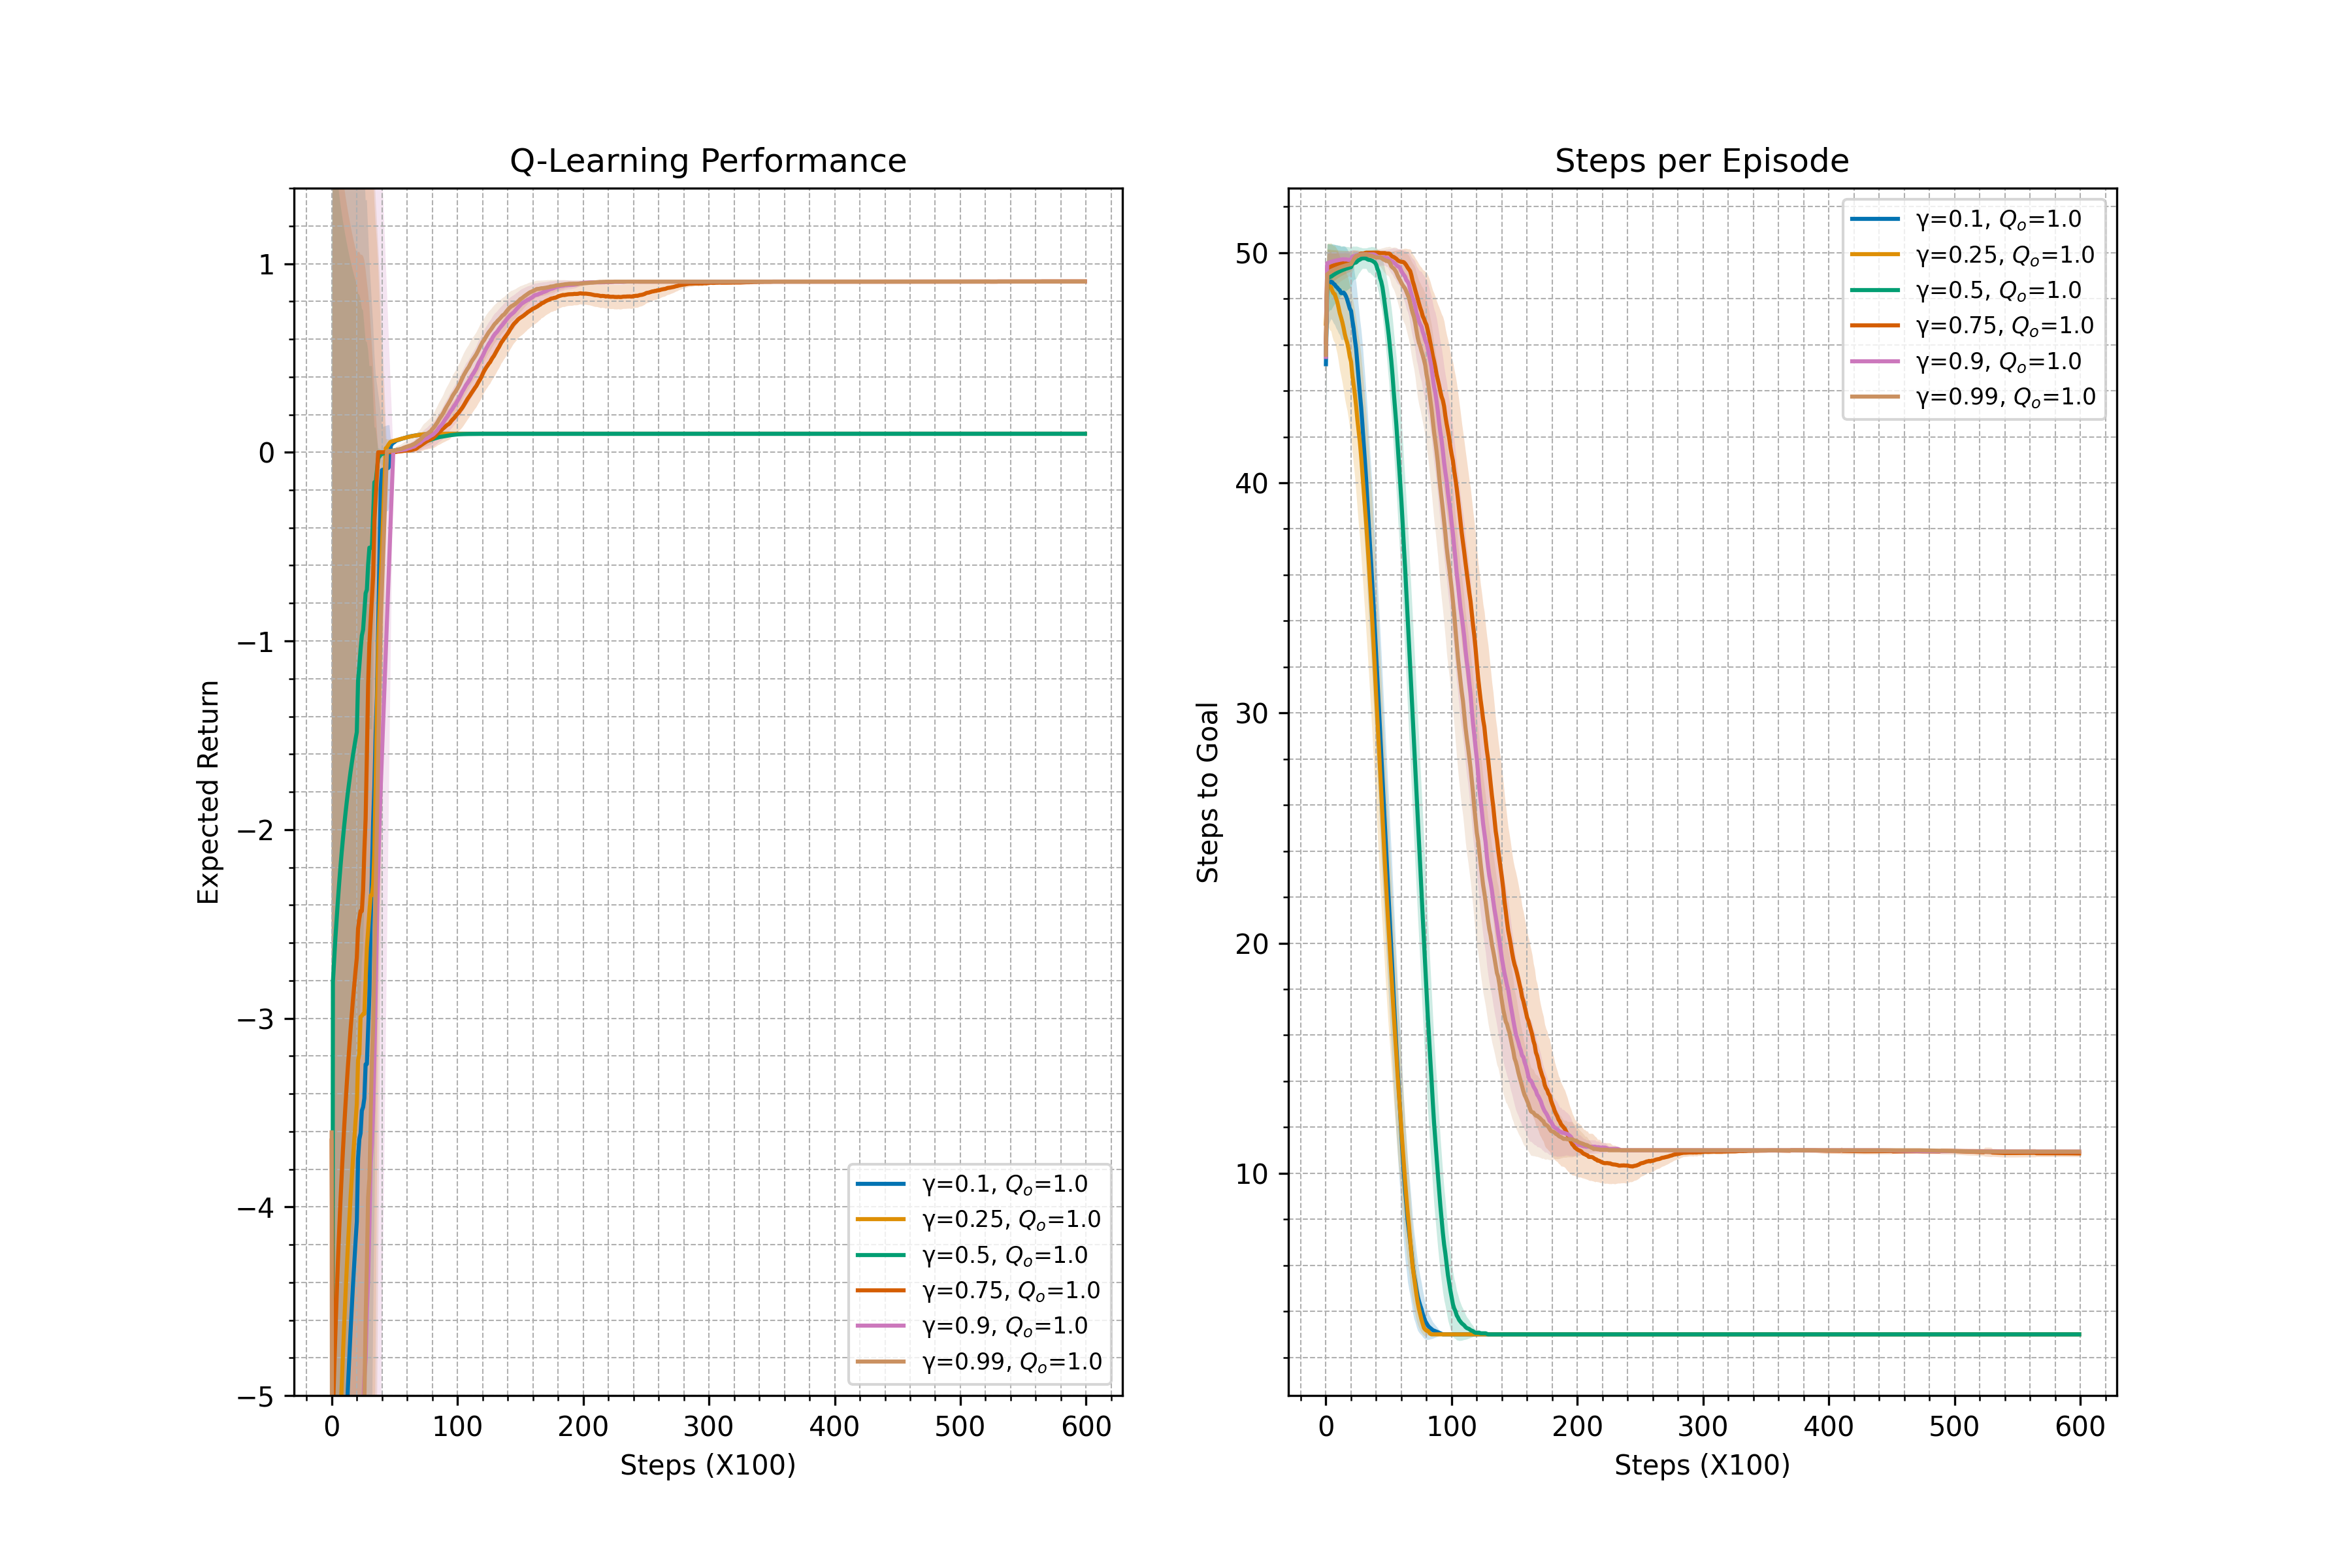 Q-Learning Performance
Expected Return
1
0
−1
−2
−3
−4
−5
0 100 200 300 400 500 600
Steps (X100)
γ=0.1, Qₒ=1.0
γ=0.25, Qₒ=1.0
γ=0.5, Qₒ=1.0
γ=0.75, Qₒ=1.0
γ=0.9, Qₒ=1.0
γ=0.99, Qₒ=1.0
Steps per Episode
Steps to Goal
50
40
30
20
10
0 100 200 300 400 500 600
Steps (X100)
γ=0.1, Qₒ=1.0
γ=0.25, Qₒ=1.0
γ=0.5, Qₒ=1.0
γ=0.75, Qₒ=1.0
γ=0.9, Qₒ=1.0
γ=0.99, Qₒ=1.0